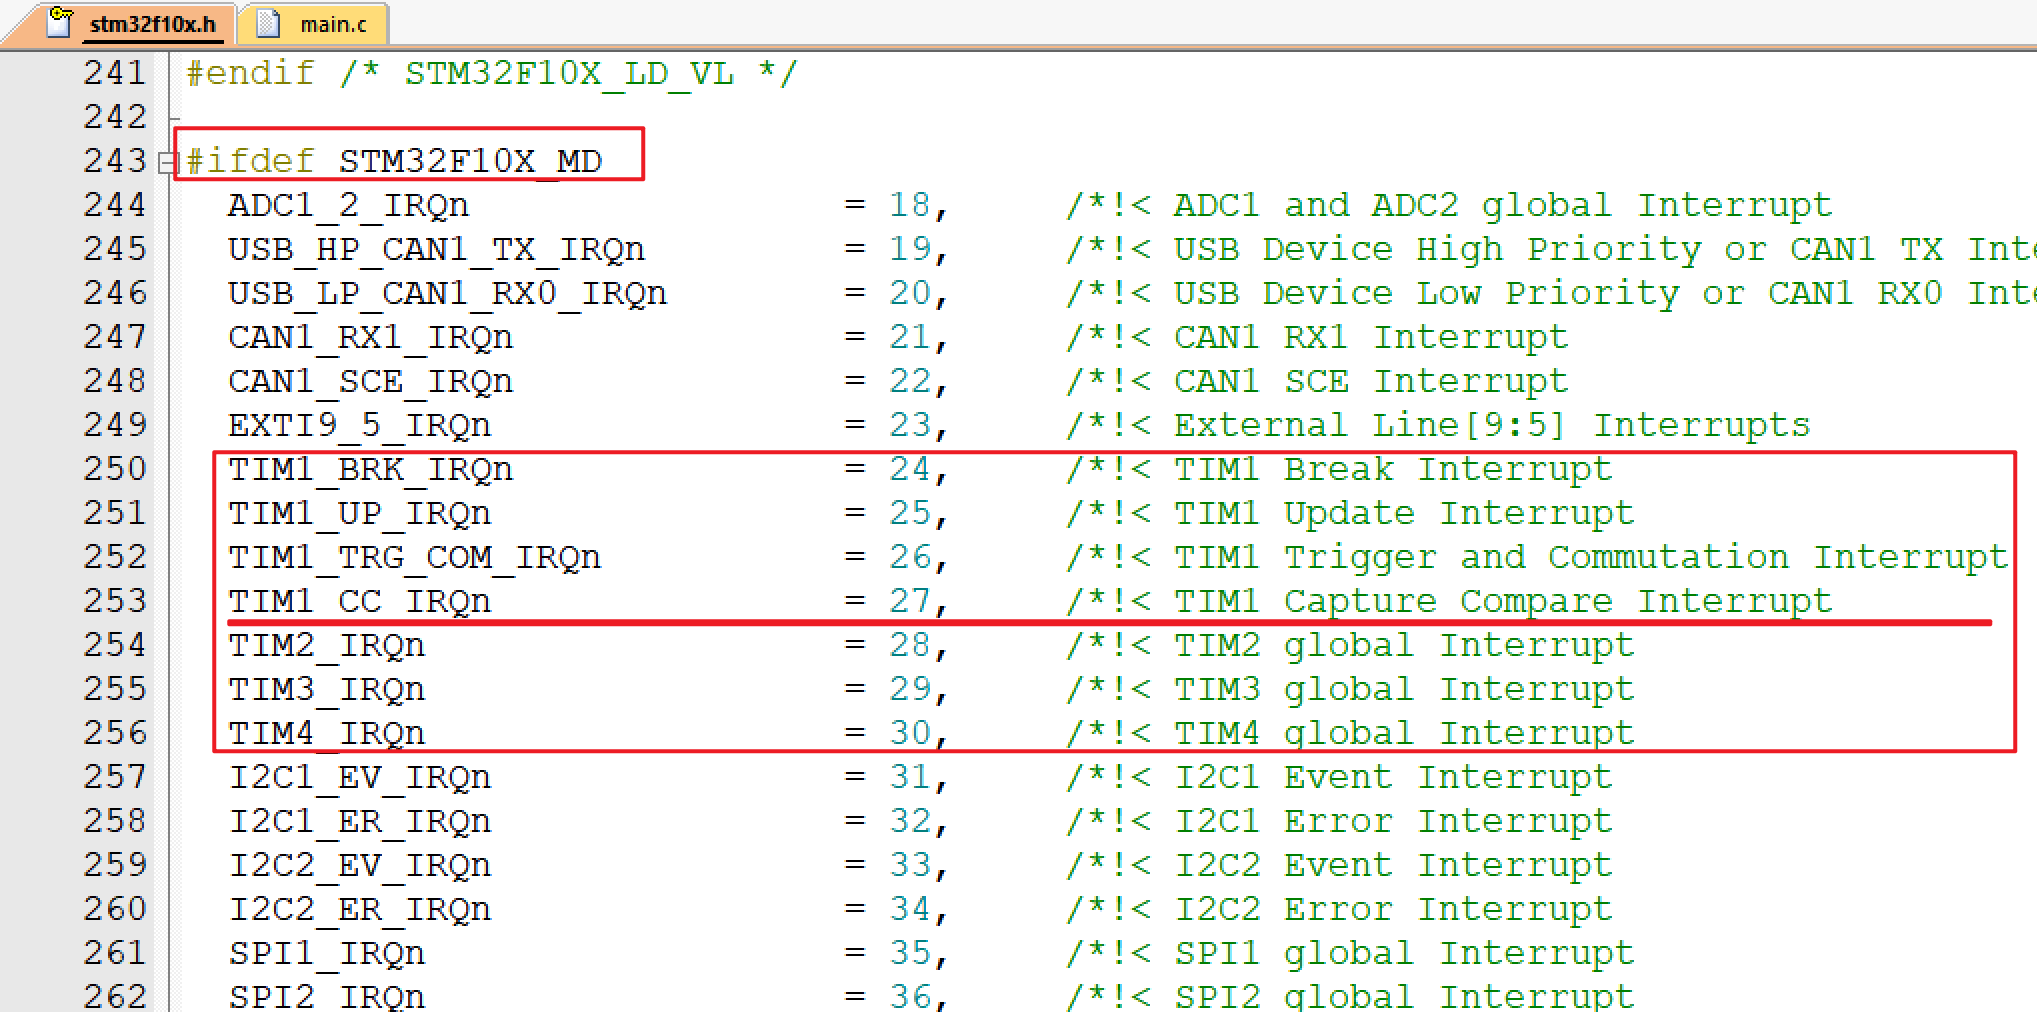 stm32f10x.h main.c
241 #endif /* STM32F10X_LD_VL */
242
243 #ifdef STM32F10X_MD
244 ADC1_2_IRQn = 18, /*!< ADC1 and ADC2 global Interrupt
245 USB_HP_CAN1_TX_IRQn = 19, /*!< USB Device High Priority or CAN1 TX Inte
246 USB_LP_CAN1_RX0_IRQn = 20, /*!< USB Device Low Priority or CAN1 RX0 Inte
247 CAN1_RX1_IRQn = 21, /*!< CAN1 RX1 Interrupt
248 CAN1_SCE_IRQn = 22, /*!< CAN1 SCE Interrupt
249 EXTI9_5_IRQn = 23, /*!< External Line[9:5] Interrupts
250 TIM1_BRK_IRQn = 24, /*!< TIM1 Break Interrupt
251 TIM1_UP_IRQn = 25, /*!< TIM1 Update Interrupt
252 TIM1_TRG_COM_IRQn = 26, /*!< TIM1 Trigger and Commutation Interrupt
253 TIM1_CC_IRQn = 27, /*!< TIM1 Capture Compare Interrupt
254 TIM2_IRQn = 28, /*!< TIM2 global Interrupt
255 TIM3_IRQn = 29, /*!< TIM3 global Interrupt
256 TIM4_IRQn = 30, /*!< TIM4 global Interrupt
257 I2C1_EV_IRQn = 31, /*!< I2C1 Event Interrupt
258 I2C1_ER_IRQn = 32, /*!< I2C1 Error Interrupt
259 I2C2_EV_IRQn = 33, /*!< I2C2 Event Interrupt
260 I2C2_ER_IRQn = 34, /*!< I2C2 Error Interrupt
261 SPI1_IRQn = 35, /*!< SPI1 global Interrupt
262 SPI2_IRQn = 36, /*!< SPI2 global Interrupt